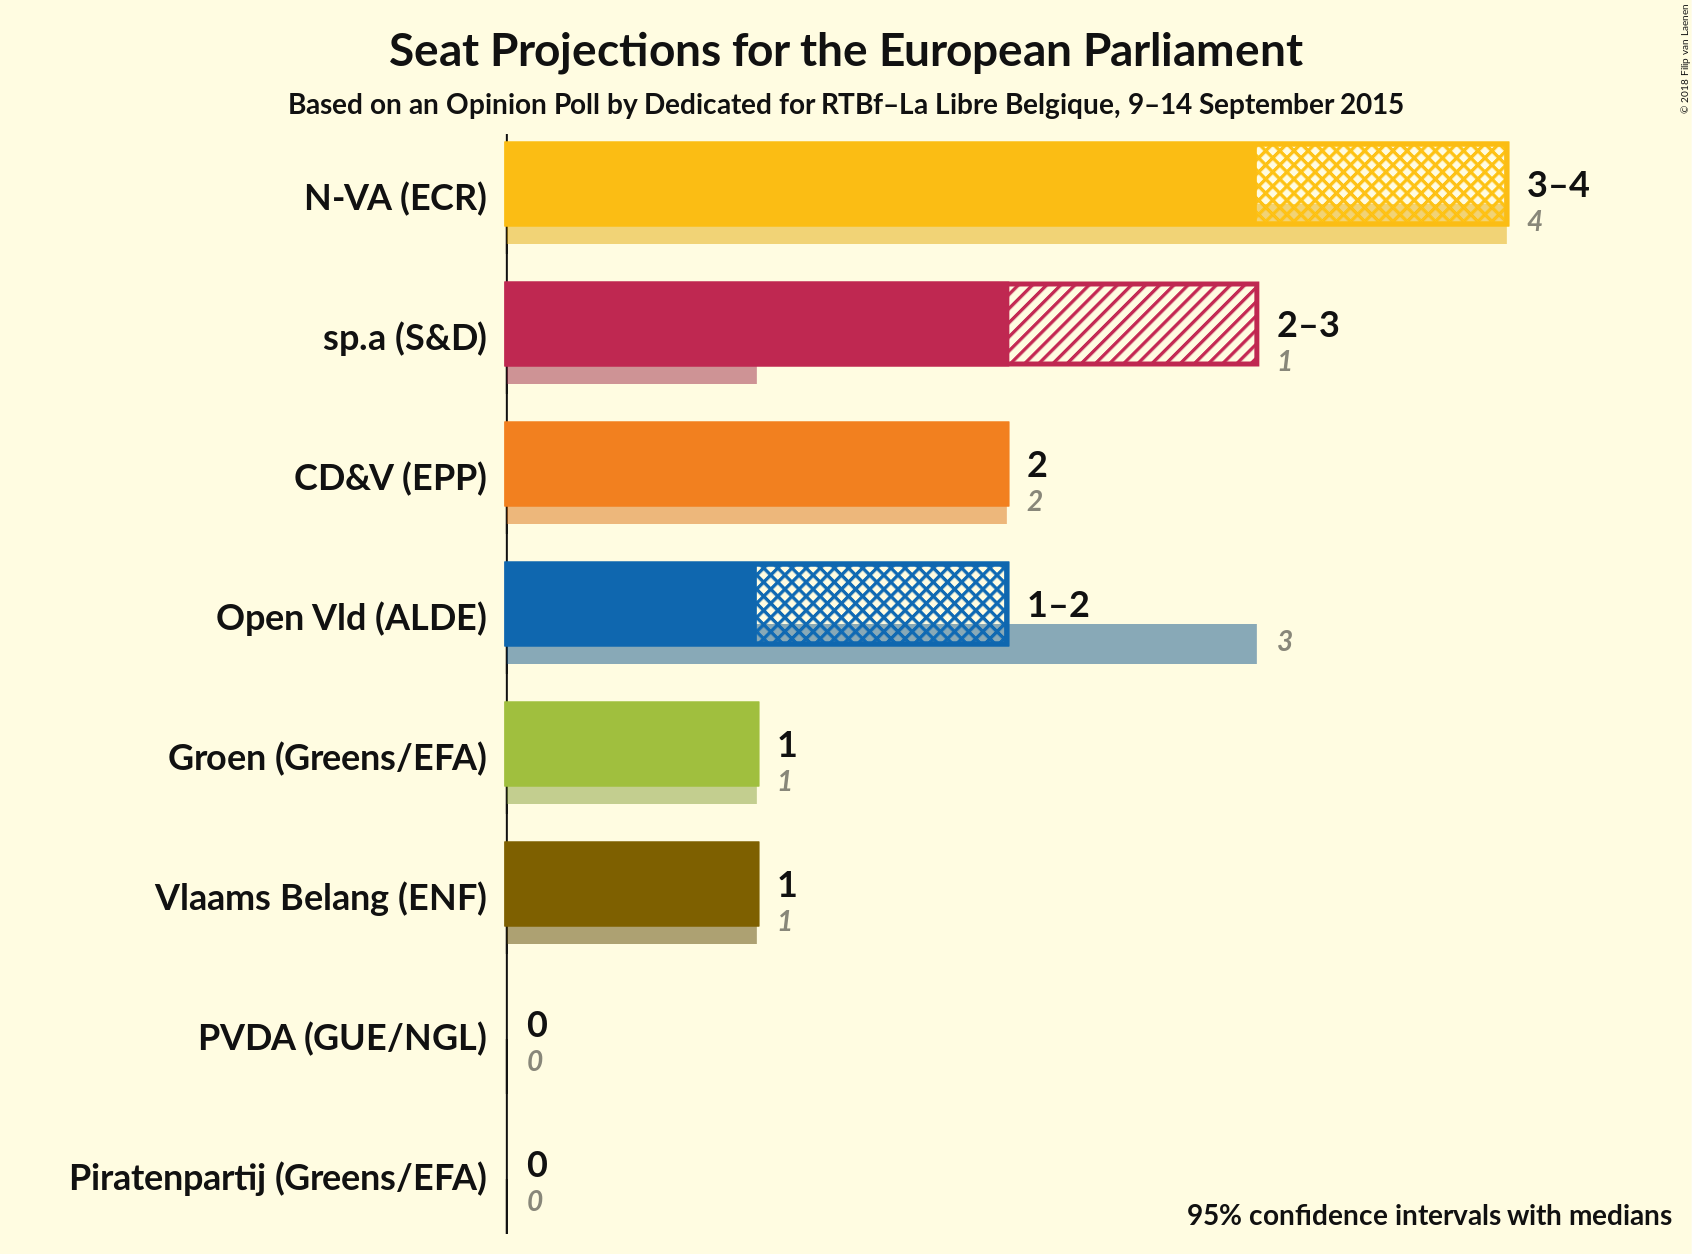 Seat Projections for the European Parliament
Based on an Opinion Poll by Dedicated for RTBf–La Libre Belgique, 9–14 September 2015
© 2018 Filip van Laenen
N-VA (ECR)
3–4
4
sp.a (S&D)
2–3
1
CD&V (EPP)
2
2
Open Vld (ALDE)
1–2
3
Groen (Greens/EFA)
1
1
Vlaams Belang (ENF)
1
1
PVDA (GUE/NGL)
0
0
Piratenpartij (Greens/EFA)
0
0
95% confidence intervals with medians